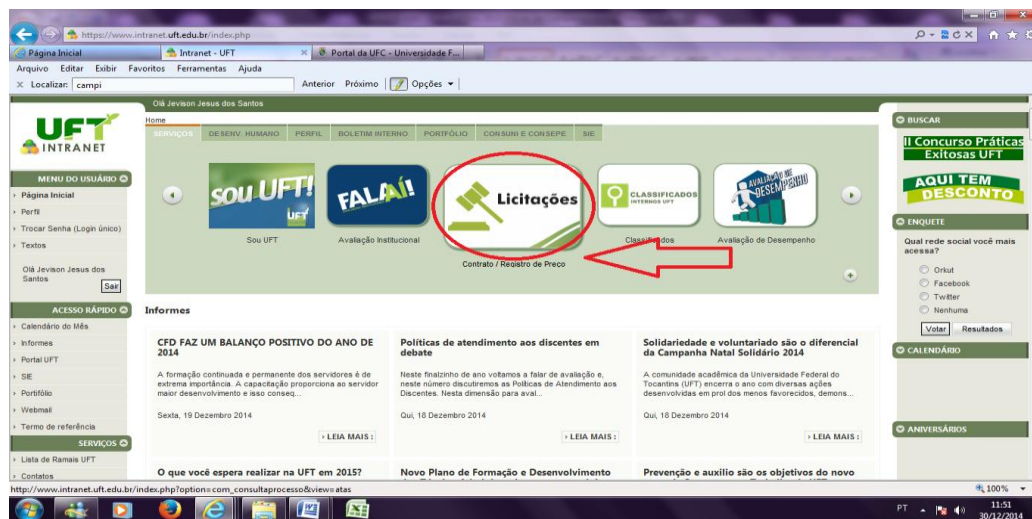 https://www.intranet.uft.edu.br/index.php
Página Inicial
Intranet - UFT
Portal da UFC - Universidade F...
Arquivo Editar Exibir Favoritos Ferramentas Ajuda
Localizar: campi
Anterior Próximo Opções
Olá Jevison Jesus dos Santos
Home
SERVIÇOS DESENV. HUMANO PERFIL BOLETIM INTERNO PORTFÓLIO CONSUNI E CONSEPE SIE
UFT
INTRANET
MENU DO USUÁRIO
Página Inicial
Perfil
Trocar Senha (Login único)
Textos
Olá Jevison Jesus dos
Santos
Sair
ACESSO RÁPIDO
Calendário do Mês
Informes
Portal UFT
SIE
Portifólio
Webmail
Termo de referência
SERVIÇOS
Lista de Ramais UFT
Contatos
SOU UFT!
UFT
Sou UFT
FALAÍ!
Avaliação Institucional
Licitações
Contrato / Registro de Preço
CLASSIFICADOS
INTERNOS UFT
Classificados
AVALIAÇÃO DE
DESEMPENHO
Avaliação de Desempenho
Informes
CFD FAZ UM BALANÇO POSITIVO DO ANO DE
2014
A formação continuada e permanente dos servidores é de
extrema importância. A capacitação proporciona ao servidor
maior desenvolvimento e isso conseq...
Sexta, 19 Dezembro 2014
LEIA MAIS :
Políticas de atendimento aos discentes em
debate
Neste finalzinho de ano voltamos a falar de avaliação e,
neste número discutiremos as Políticas de Atendimento aos
Discentes. Nesta dimensão para aval...
Qui, 18 Dezembro 2014
LEIA MAIS :
Solidariedade e voluntariado são o diferencial
da Campanha Natal Solidário 2014
A comunidade acadêmica da Universidade Federal do
Tocantins (UFT) encerra o ano com diversas ações
desenvolvidas em prol dos menos favorecidos, demons...
Qui, 18 Dezembro 2014
LEIA MAIS :
O que você espera realizar na UFT em 2015?
Novo Plano de Formação e Desenvolvimento
Prevenção e auxílio são os objetivos do novo
BUSCAR
II Concurso Práticas
Exitosas UFT
AQUI TEM
DESCONTO
ENQUETE
Qual rede social você mais
acessa?
Orkut
Facebook
Twitter
Nenhuma
Votar Resultados
CALENDÁRIO
ANIVERSÁRIOS
http://www.intranet.uft.edu.br/index.php?option=com_consultaprocesso&view=atas
100%
PT
11:51
30/12/2014